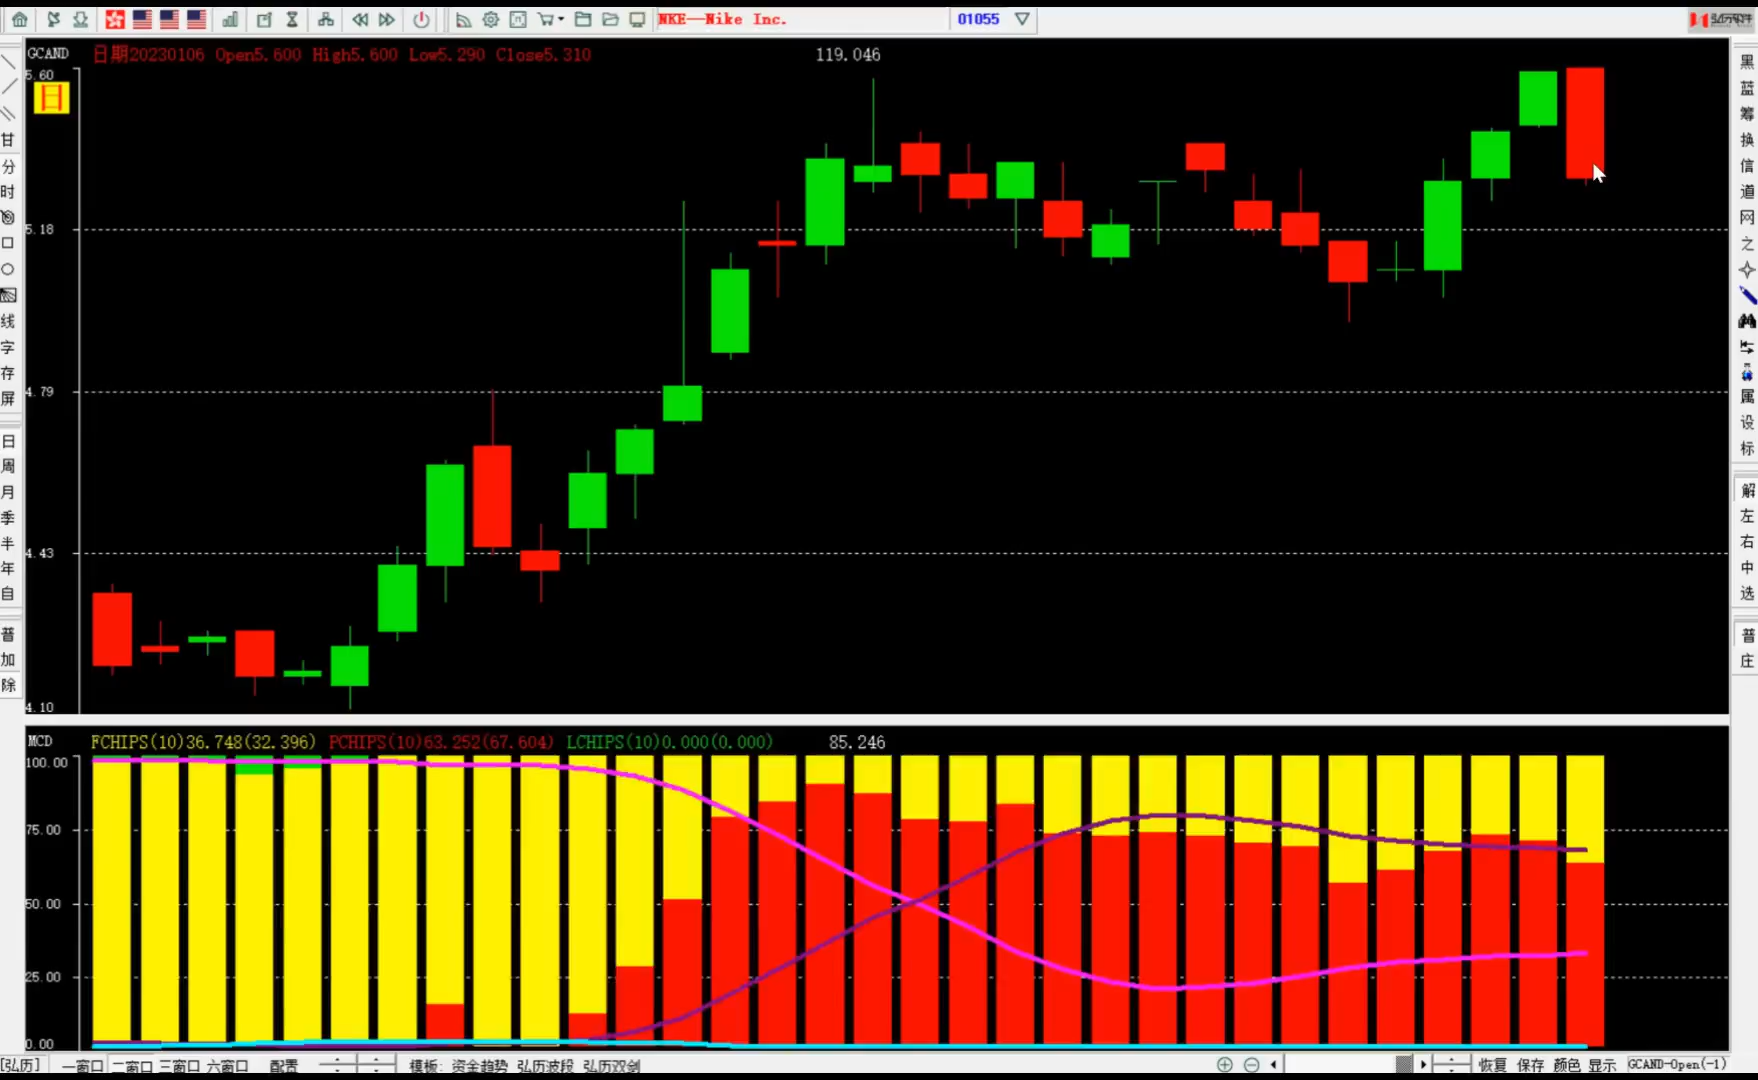 NKE—Nike Inc.
01055
弘历软件
GCAND 日期20230106 Open5.600 High5.600 Low5.290 Close5.310
119.046
5.60
日
5.18
4.79
4.43
4.10
甘
分
时
线
字
存
屏
日
周
月
季
半
年
自
普
加
除
黑
蓝
筹
换
信
道
网
之
属
设
标
解
左
右
中
选
普
庄
MCD FCHIPS(10)36.748(32.396) PCHIPS(10)63.252(67.604) LCHIPS(10)0.000(0.000)
85.246
100.00
75.00
50.00
25.00
0.00
[弘历] 一窗口 二窗口 三窗口 六窗口 配置 模板: 资金趋势 弘历波段 弘历双剑 恢复 保存 颜色 显示 GCAND-Open(-1)